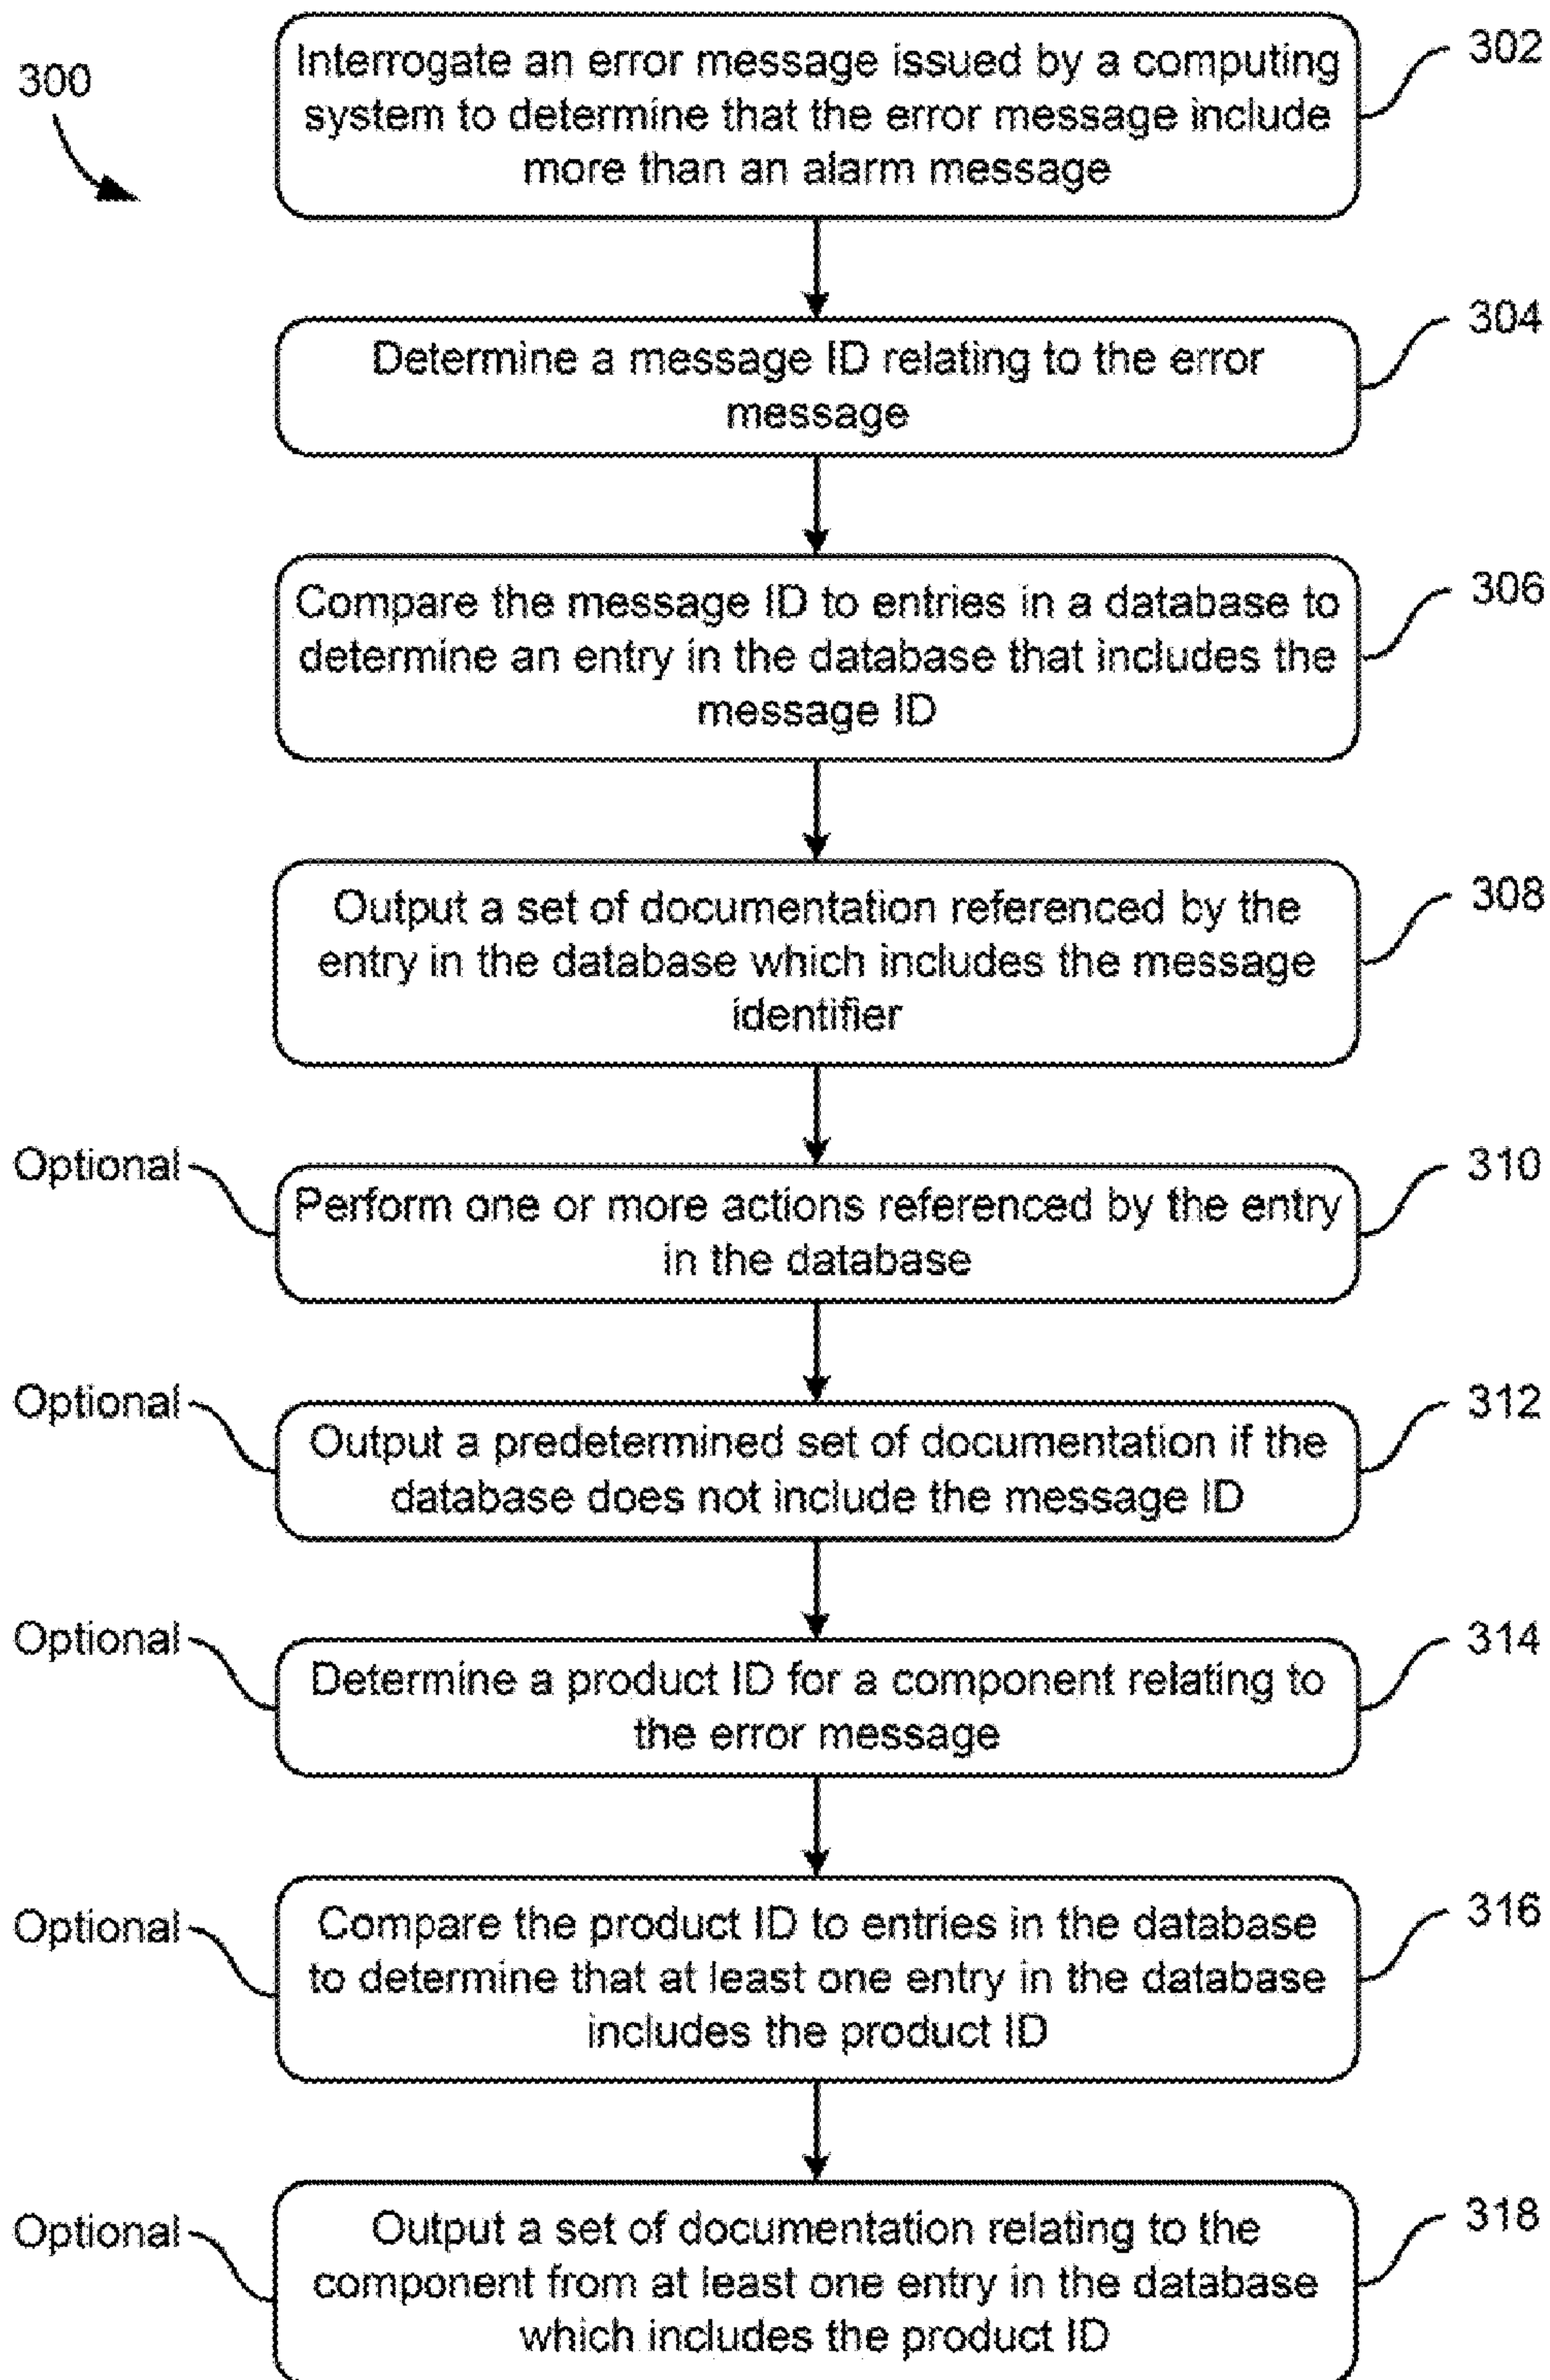 300
Interrogate an error message issued by a computing
system to determine that the error message include
more than an alarm message
302
Determine a message ID relating to the error
message
304
Compare the message ID to entries in a database to
determine an entry in the database that includes the
message ID
306
Output a set of documentation referenced by the
entry in the database which includes the message
identifier
308
Optional
Perform one or more actions referenced by the entry
in the database
310
Optional
Output a predetermined set of documentation if the
database does not include the message ID
312
Optional
Determine a product ID for a component relating to
the error message
314
Optional
Compare the product ID to entries in the database
to determine that at least one entry in the database
includes the product ID
316
Optional
Output a set of documentation relating to the
component from at least one entry in the database
which includes the product ID
318